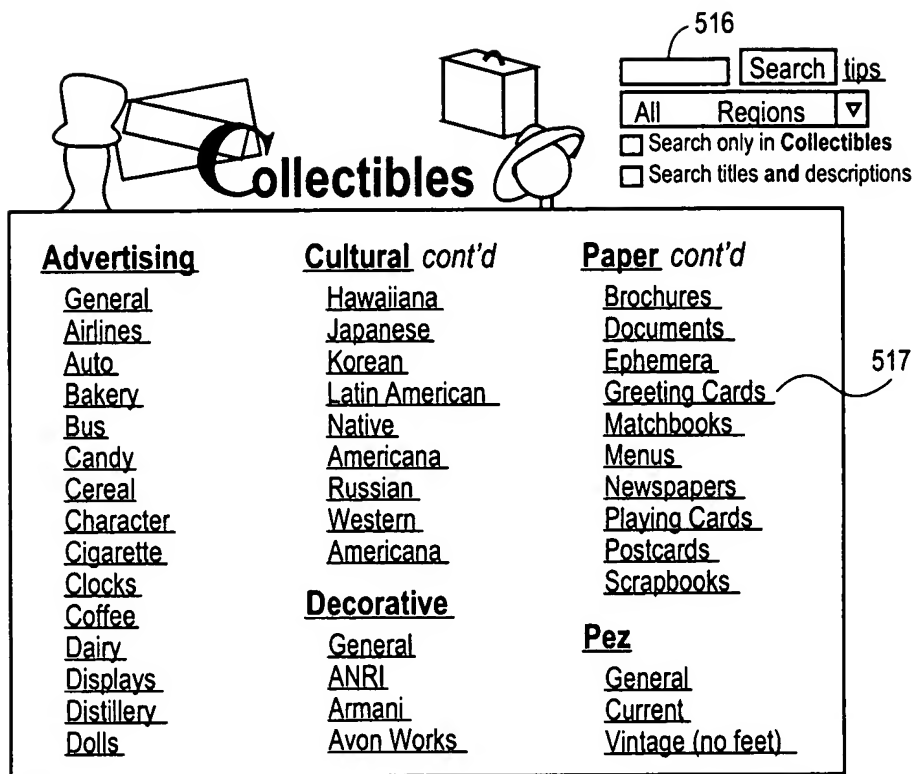 516
Search tips
All Regions
Search only in Collectibles
Search titles and descriptions
Collectibles
Advertising
General
Airlines
Auto
Bakery
Bus
Candy
Cereal
Character
Cigarette
Clocks
Coffee
Dairy
Displays
Distillery
Dolls
Cultural cont'd
Hawaiiana
Japanese
Korean
Latin American
Native
Americana
Russian
Western
Americana
Decorative
General
ANRI
Armani
Avon Works
Paper cont'd
Brochures
Documents
Ephemera
Greeting Cards
517
Matchbooks
Menus
Newspapers
Playing Cards
Postcards
Scrapbooks
Pez
General
Current
Vintage (no feet)